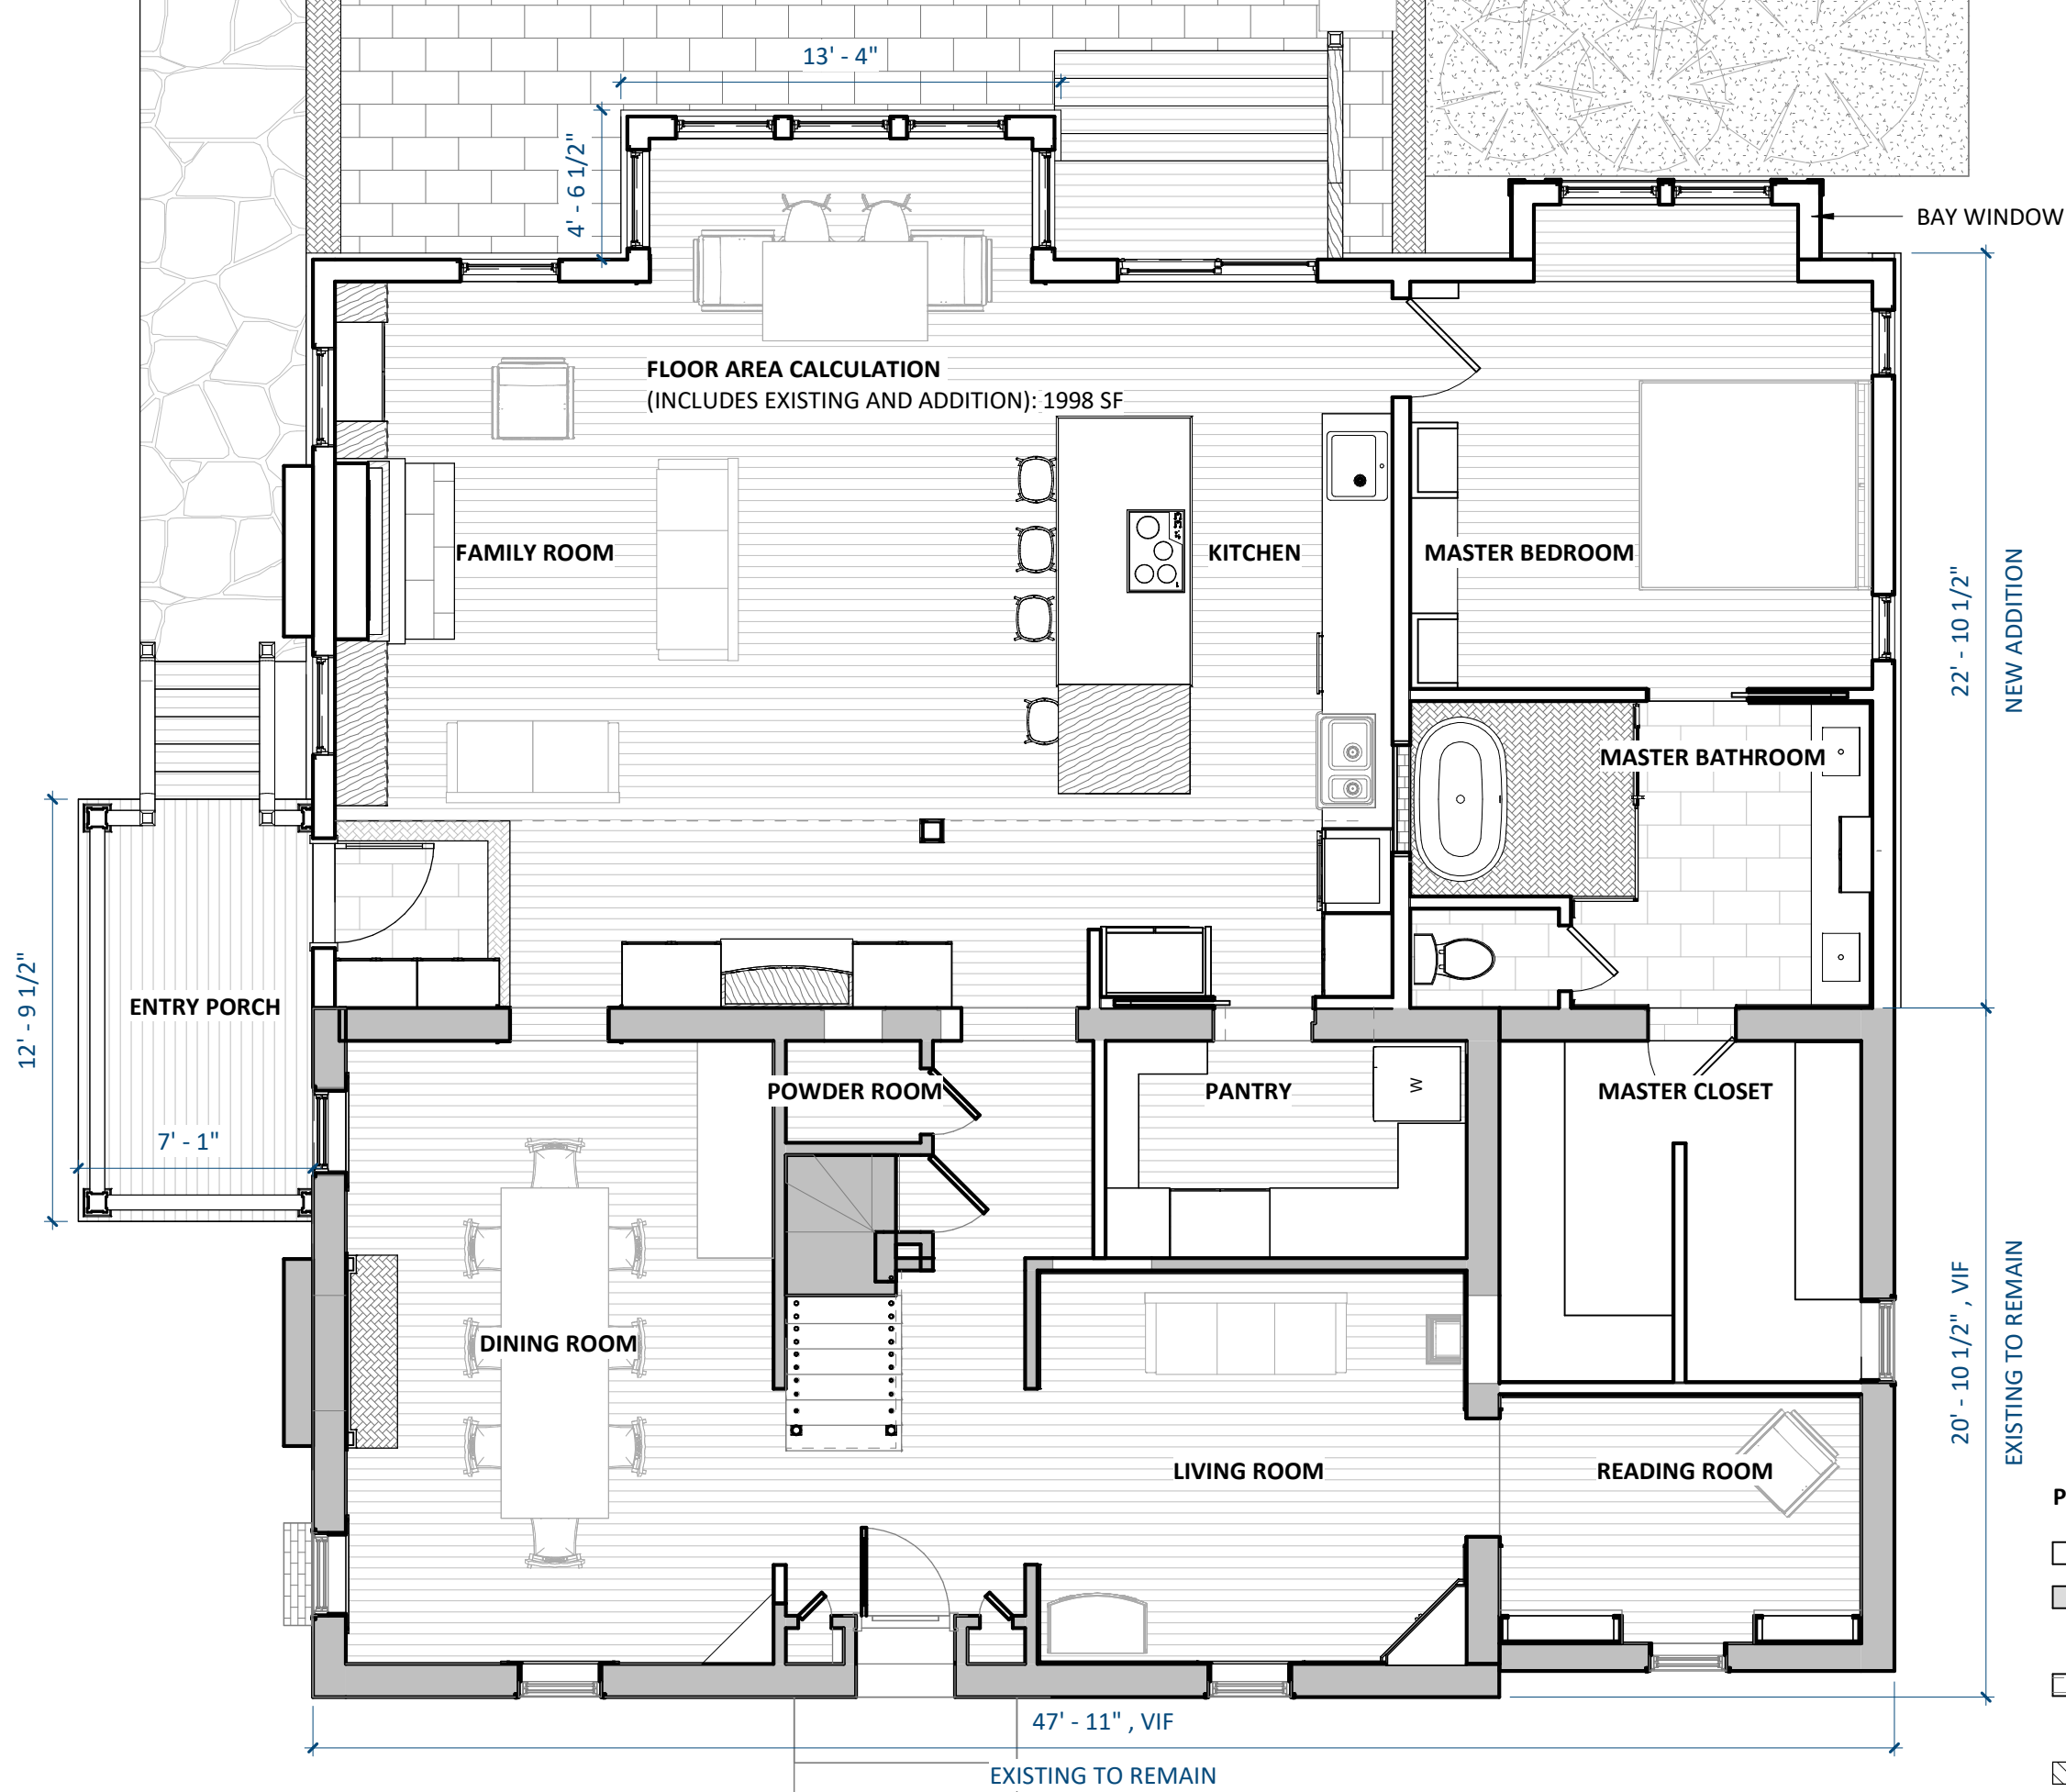 13' - 4"
4' - 6 1/2"
BAY WINDOW
FLOOR AREA CALCULATION
(INCLUDES EXISTING AND ADDITION): 1998 SF
FAMILY ROOM
KITCHEN
MASTER BEDROOM
22' - 10 1/2"
NEW ADDITION
MASTER BATHROOM
ENTRY PORCH
12' - 9 1/2"
7' - 1"
POWDER ROOM
PANTRY
W
MASTER CLOSET
DINING ROOM
20' - 10 1/2" , VIF
EXISTING TO REMAIN
LIVING ROOM
READING ROOM
P
47' - 11" , VIF
EXISTING TO REMAIN